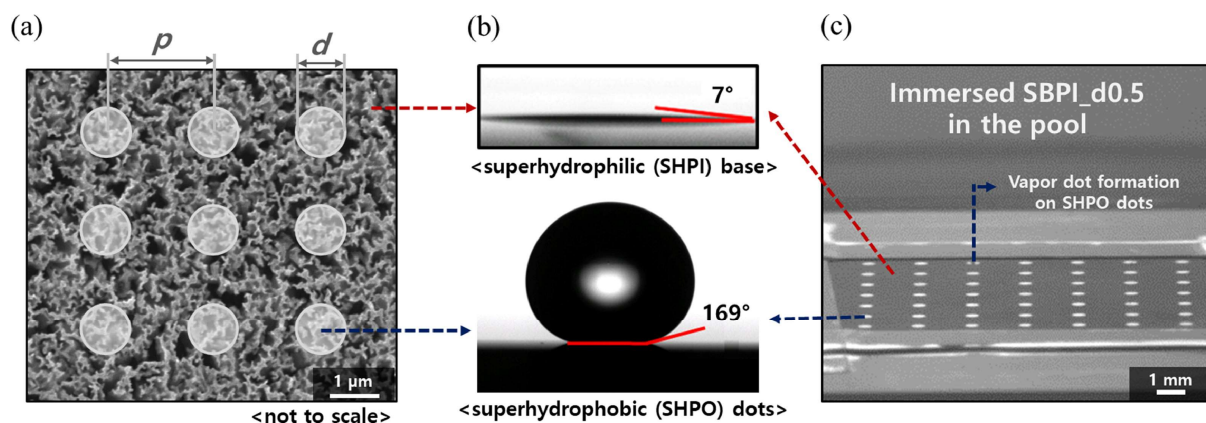 (a)
p
d
1 μm
<not to scale>
(b)
7°
<superhydrophilic (SHPI) base>
169°
<superhydrophobic (SHPO) dots>
(c)
Immersed SBPI_d0.5
in the pool
Vapor dot formation
on SHPO dots
1 mm